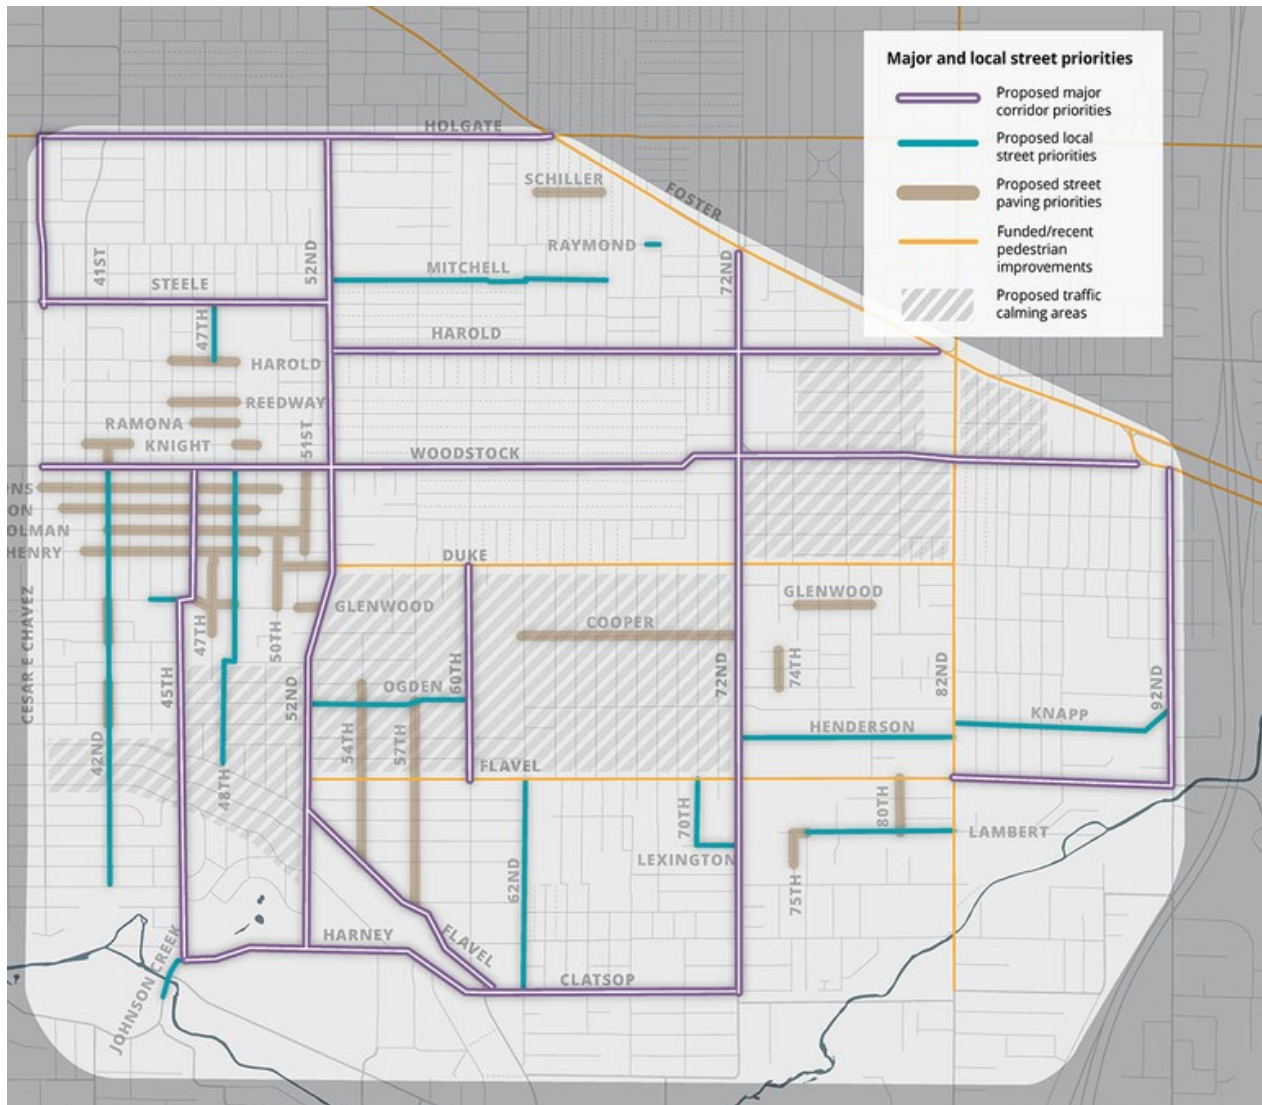 Major and local street priorities
Proposed major
corridor priorities
Proposed local
street priorities
Proposed street
paving priorities
Funded/recent
pedestrian
improvements
Proposed traffic
calming areas
HOLGATE
SCHILLER
FOSTER
RAYMOND
41ST
52ND
72ND
MITCHELL
STEELE
47TH
HAROLD
HAROLD
REEDWAY
RAMONA
KNIGHT
51ST
WOODSTOCK
NS
ON
OLMAN
HENRY
DUKE
CESAR E CHAVEZ
GLENWOOD
GLENWOOD
COOPER
47TH
50TH
45TH
52ND
60TH
72ND
74TH
82ND
92ND
OGDEN
KNAPP
HENDERSON
42ND
48TH
54TH
57TH
FLAVEL
70TH
80TH
LAMBERT
LEXINGTON
62ND
75TH
HARNEY
FLAVEL
CLATSOP
JOHNSON CREEK